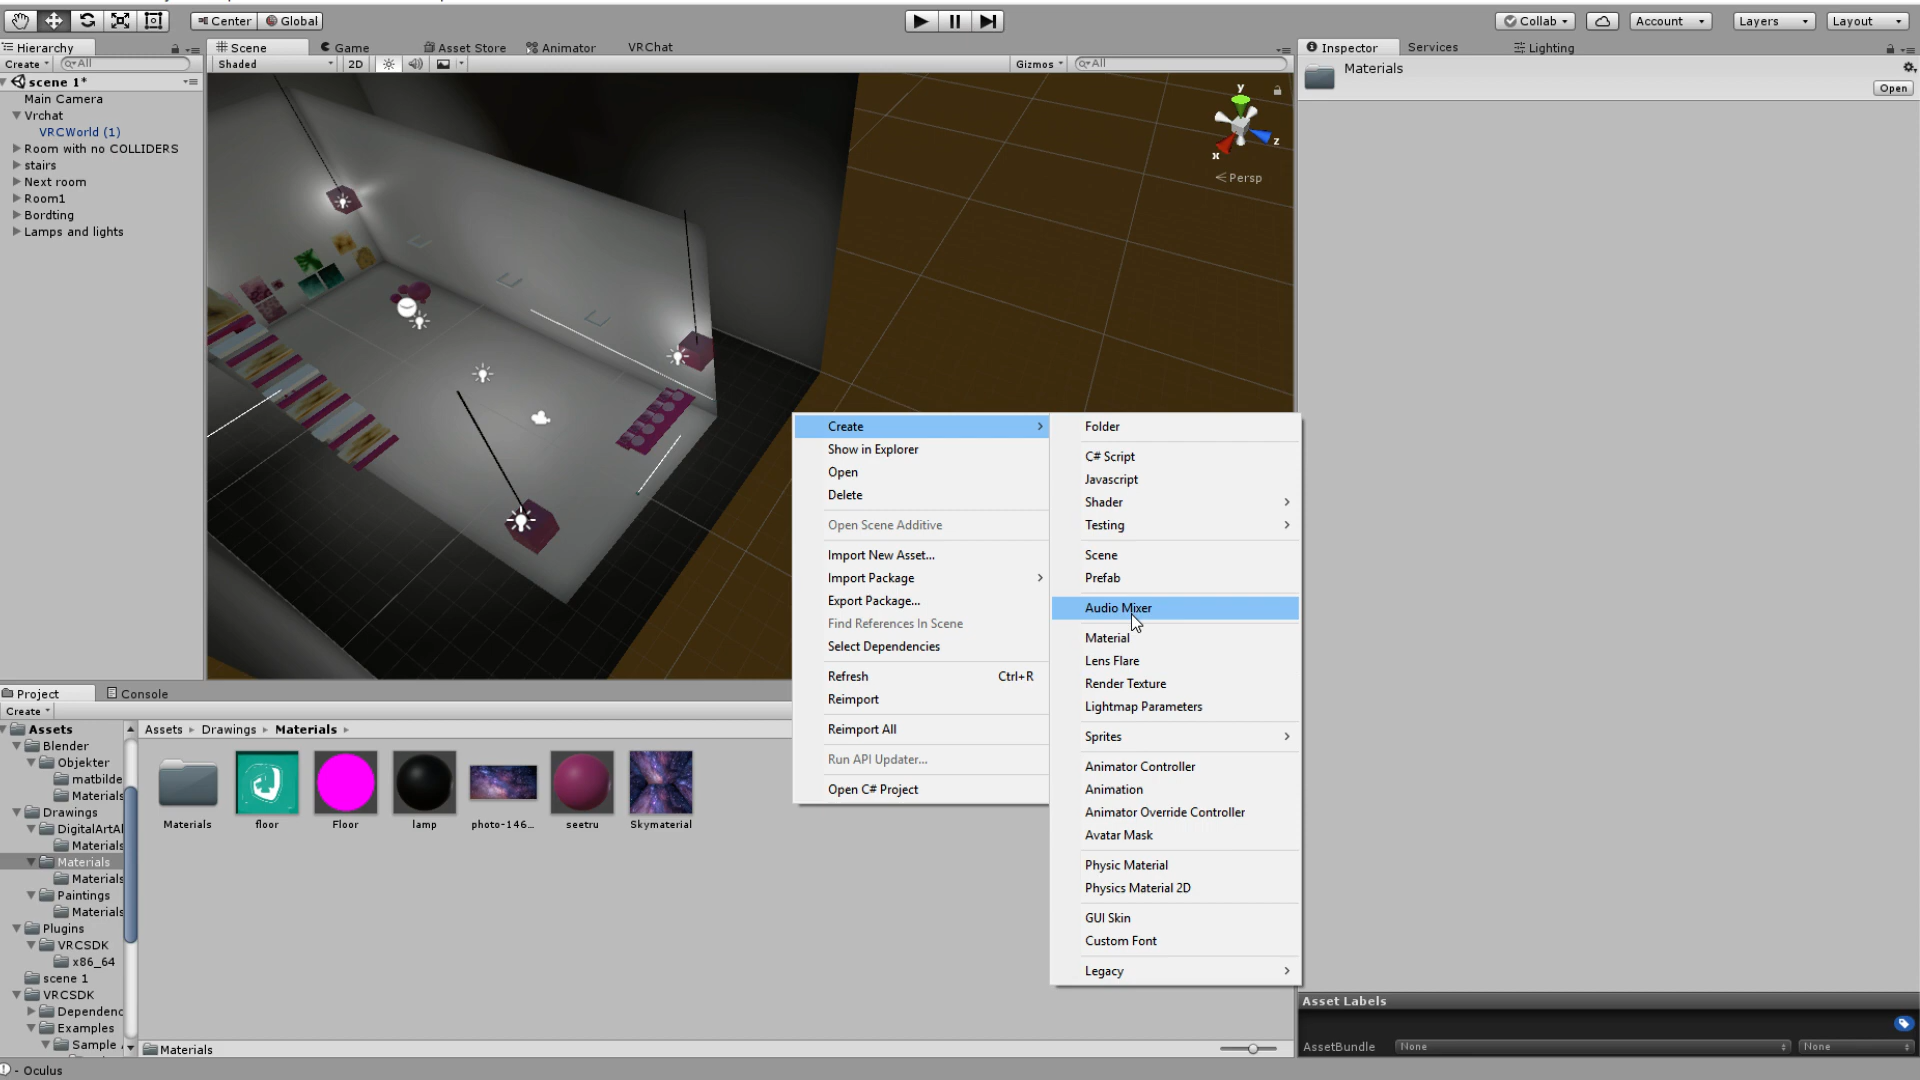 Center
Global
Collab
Account
Layers
Layout
Hierarchy
Scene
Game
Asset Store
Animator
VRChat
Inspector
Services
Lighting
Create
All
Shaded
2D
Gizmos
All
Materials
Open
scene 1*
Main Camera
Vrchat
VRCWorld (1)
Room with no COLLIDERS
stairs
Next room
Room1
Bordting
Lamps and lights
y
z
x
Persp
Create
Show in Explorer
Open
Delete
Open Scene Additive
Import New Asset...
Import Package
Export Package...
Find References In Scene
Select Dependencies
Refresh Ctrl+R
Reimport
Reimport All
Run API Updater...
Open C# Project
Folder
C# Script
Javascript
Shader
Testing
Scene
Prefab
Audio Mixer
Material
Lens Flare
Render Texture
Lightmap Parameters
Sprites
Animator Controller
Animation
Animator Override Controller
Avatar Mask
Physic Material
Physics Material 2D
GUI Skin
Custom Font
Legacy
Project
Console
Create
Assets
Blender
Objekter
matbilde
Materials
Drawings
DigitalArtAl
Materials
Materials
Materials
Paintings
Materials
Plugins
VRCSDK
x86_64
scene 1
VRCSDK
Dependenc
Examples
Sample
Assets Drawings Materials
Materials
floor
Floor
lamp
photo-146...
seetru
Skymaterial
Materials
Asset Labels
AssetBundle None None
- Oculus